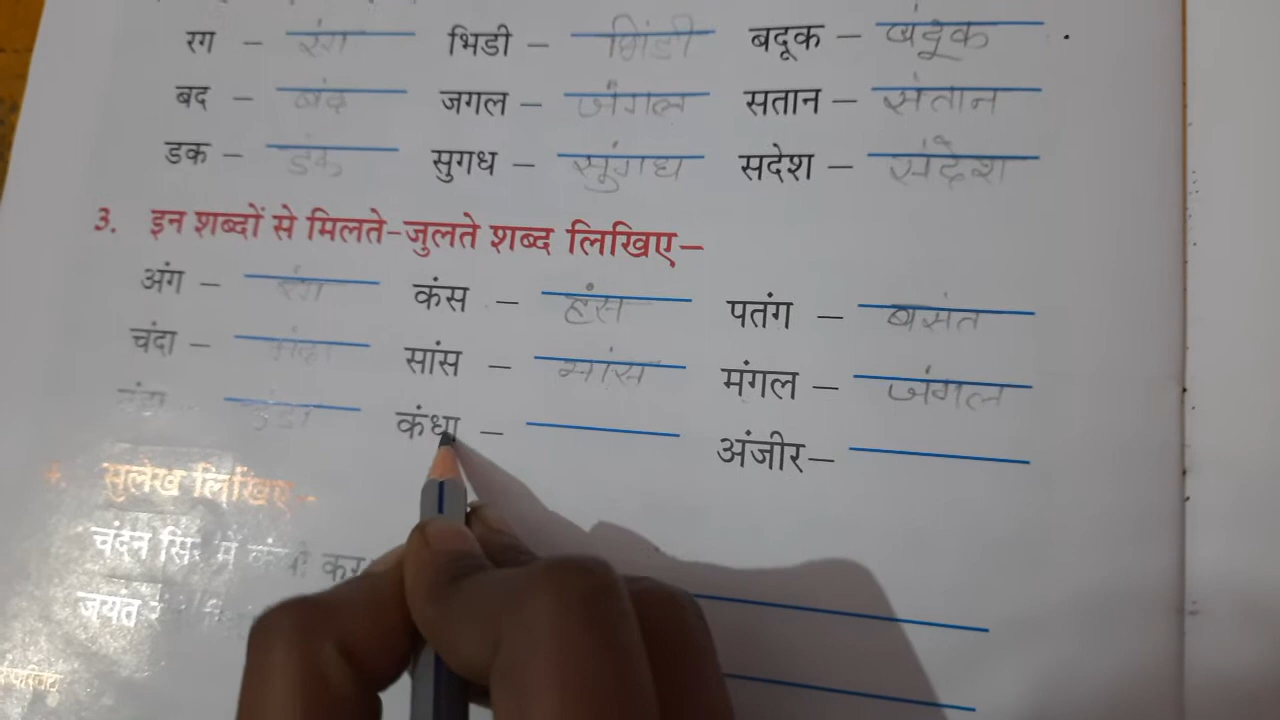 रग – रंग भिडी – भिंडी बदूक – बंदूक
बद – बंद जगल – जंगल सतान – संतान
डक – डंक सुगध – सुंगध सदेश – संदेश
3. इन शब्दों से मिलते-जुलते शब्द लिखिए–
अंग – रंग कंस – हंस पतंग – बसंत
चंदा – सांस – सांस मंगल – जंगल
कंधा – अंजीर–
सुलेख लिखिए–
चंदन में